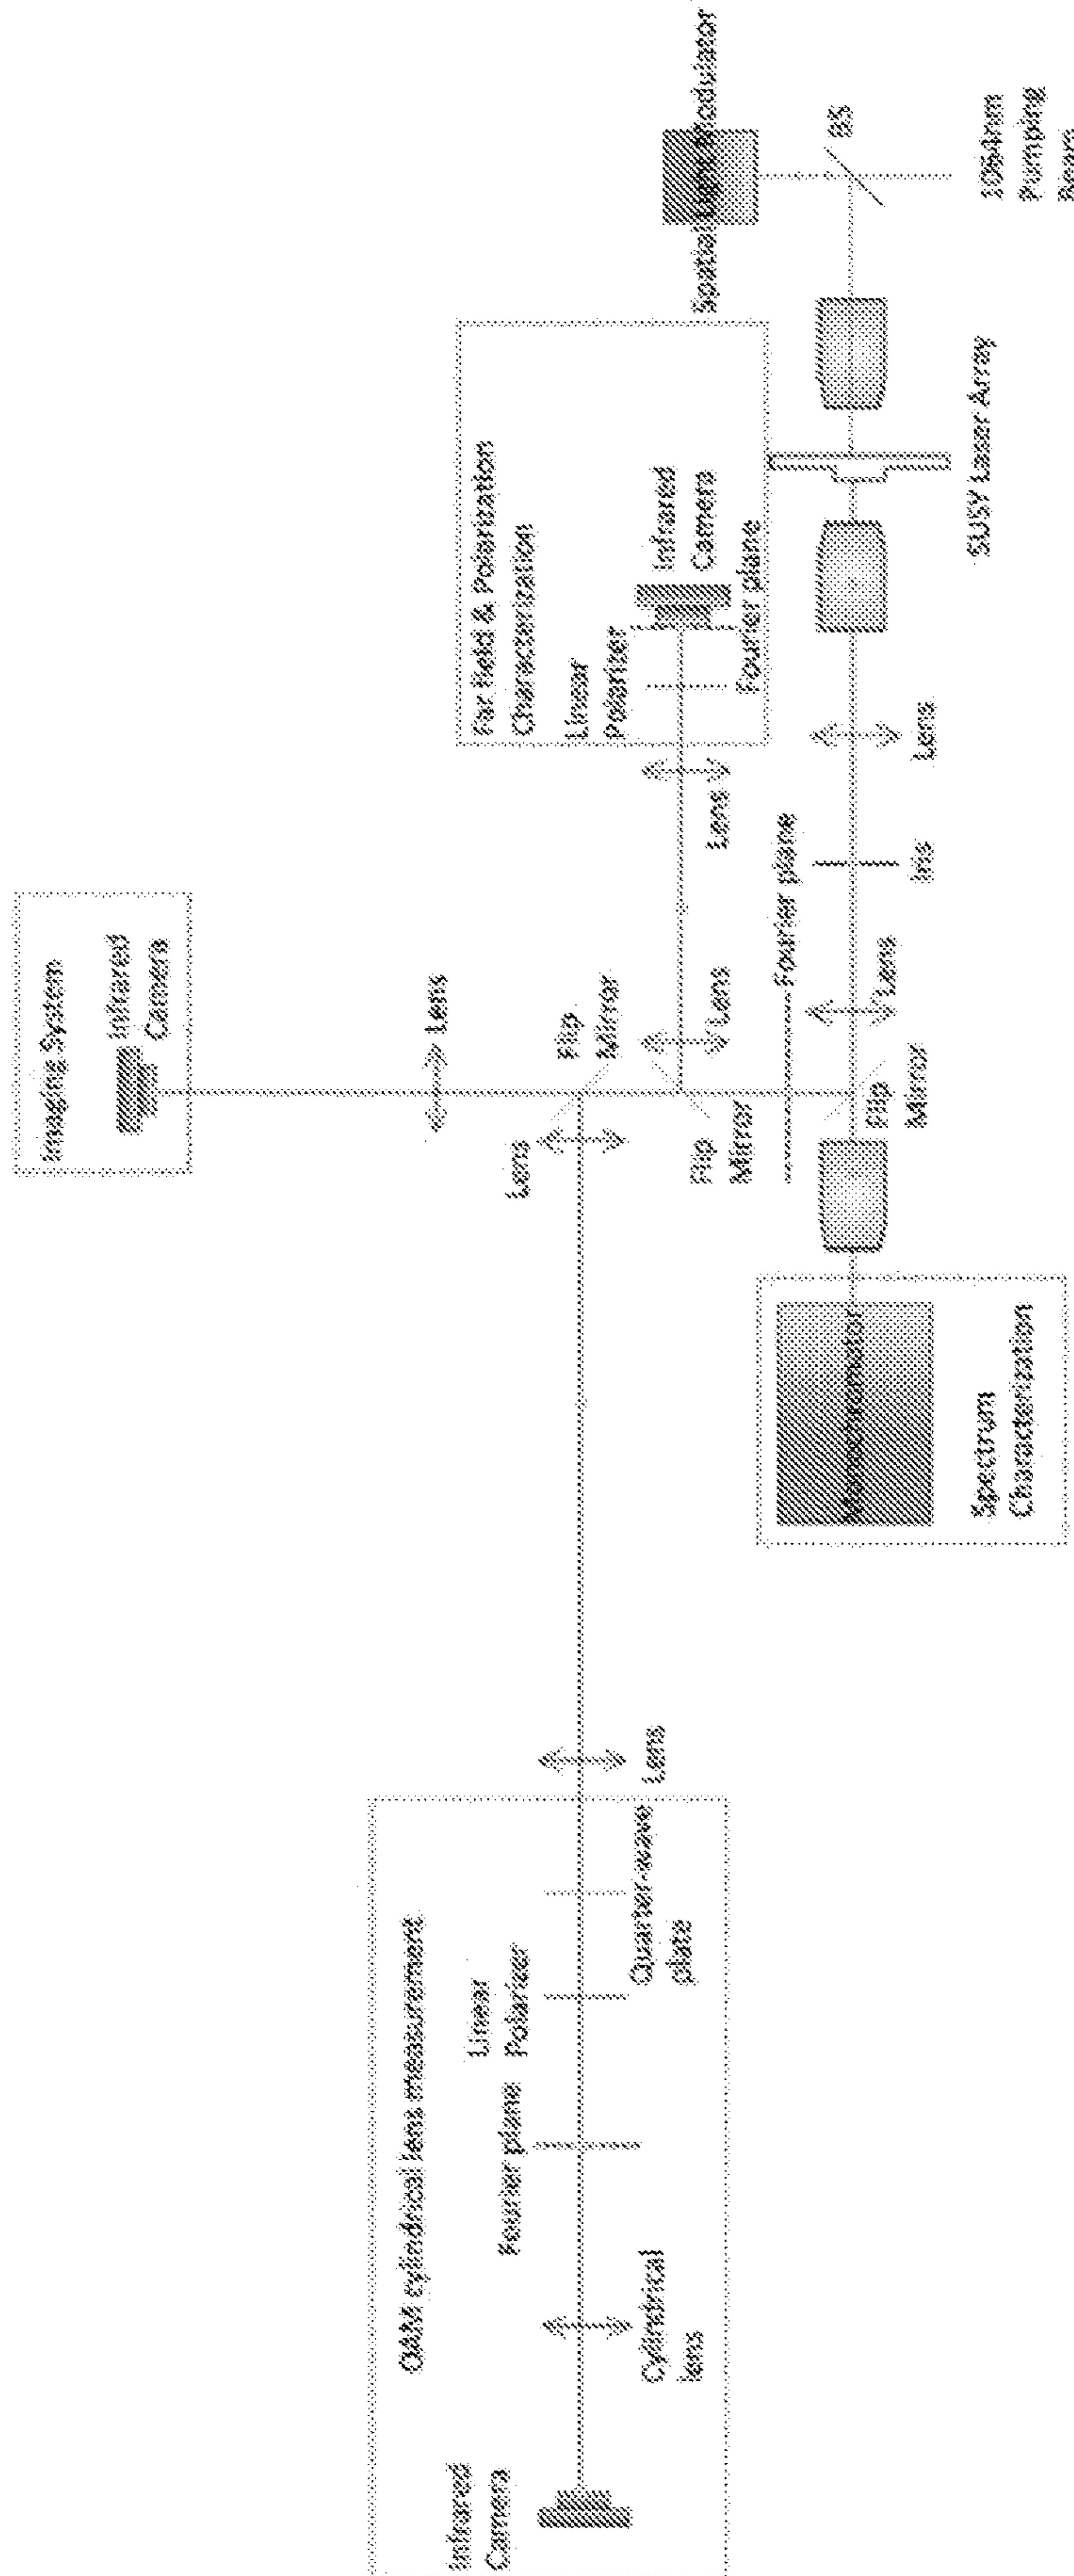 Imaging System
Infrared
Camera
Lens
Flip
Mirror
Lens
Far field & Polarization
Characterization
Linear
Polarizer
Infrared
Camera
Fourier plane
Lens
Lens
Flip
Mirror
Fourier plane
Spatial Light Modulator
BS
1064nm
Pumping
Beam
SUSY Laser Array
Lens
Iris
Lens
Flip
Mirror
Monochromator
Spectrum
Characterization
OAM cylindrical lens measurement
Infrared
Camera
Cylindrical
lens
Fourier plane
Linear
Polarizer
Quarter-wave
plate
Lens